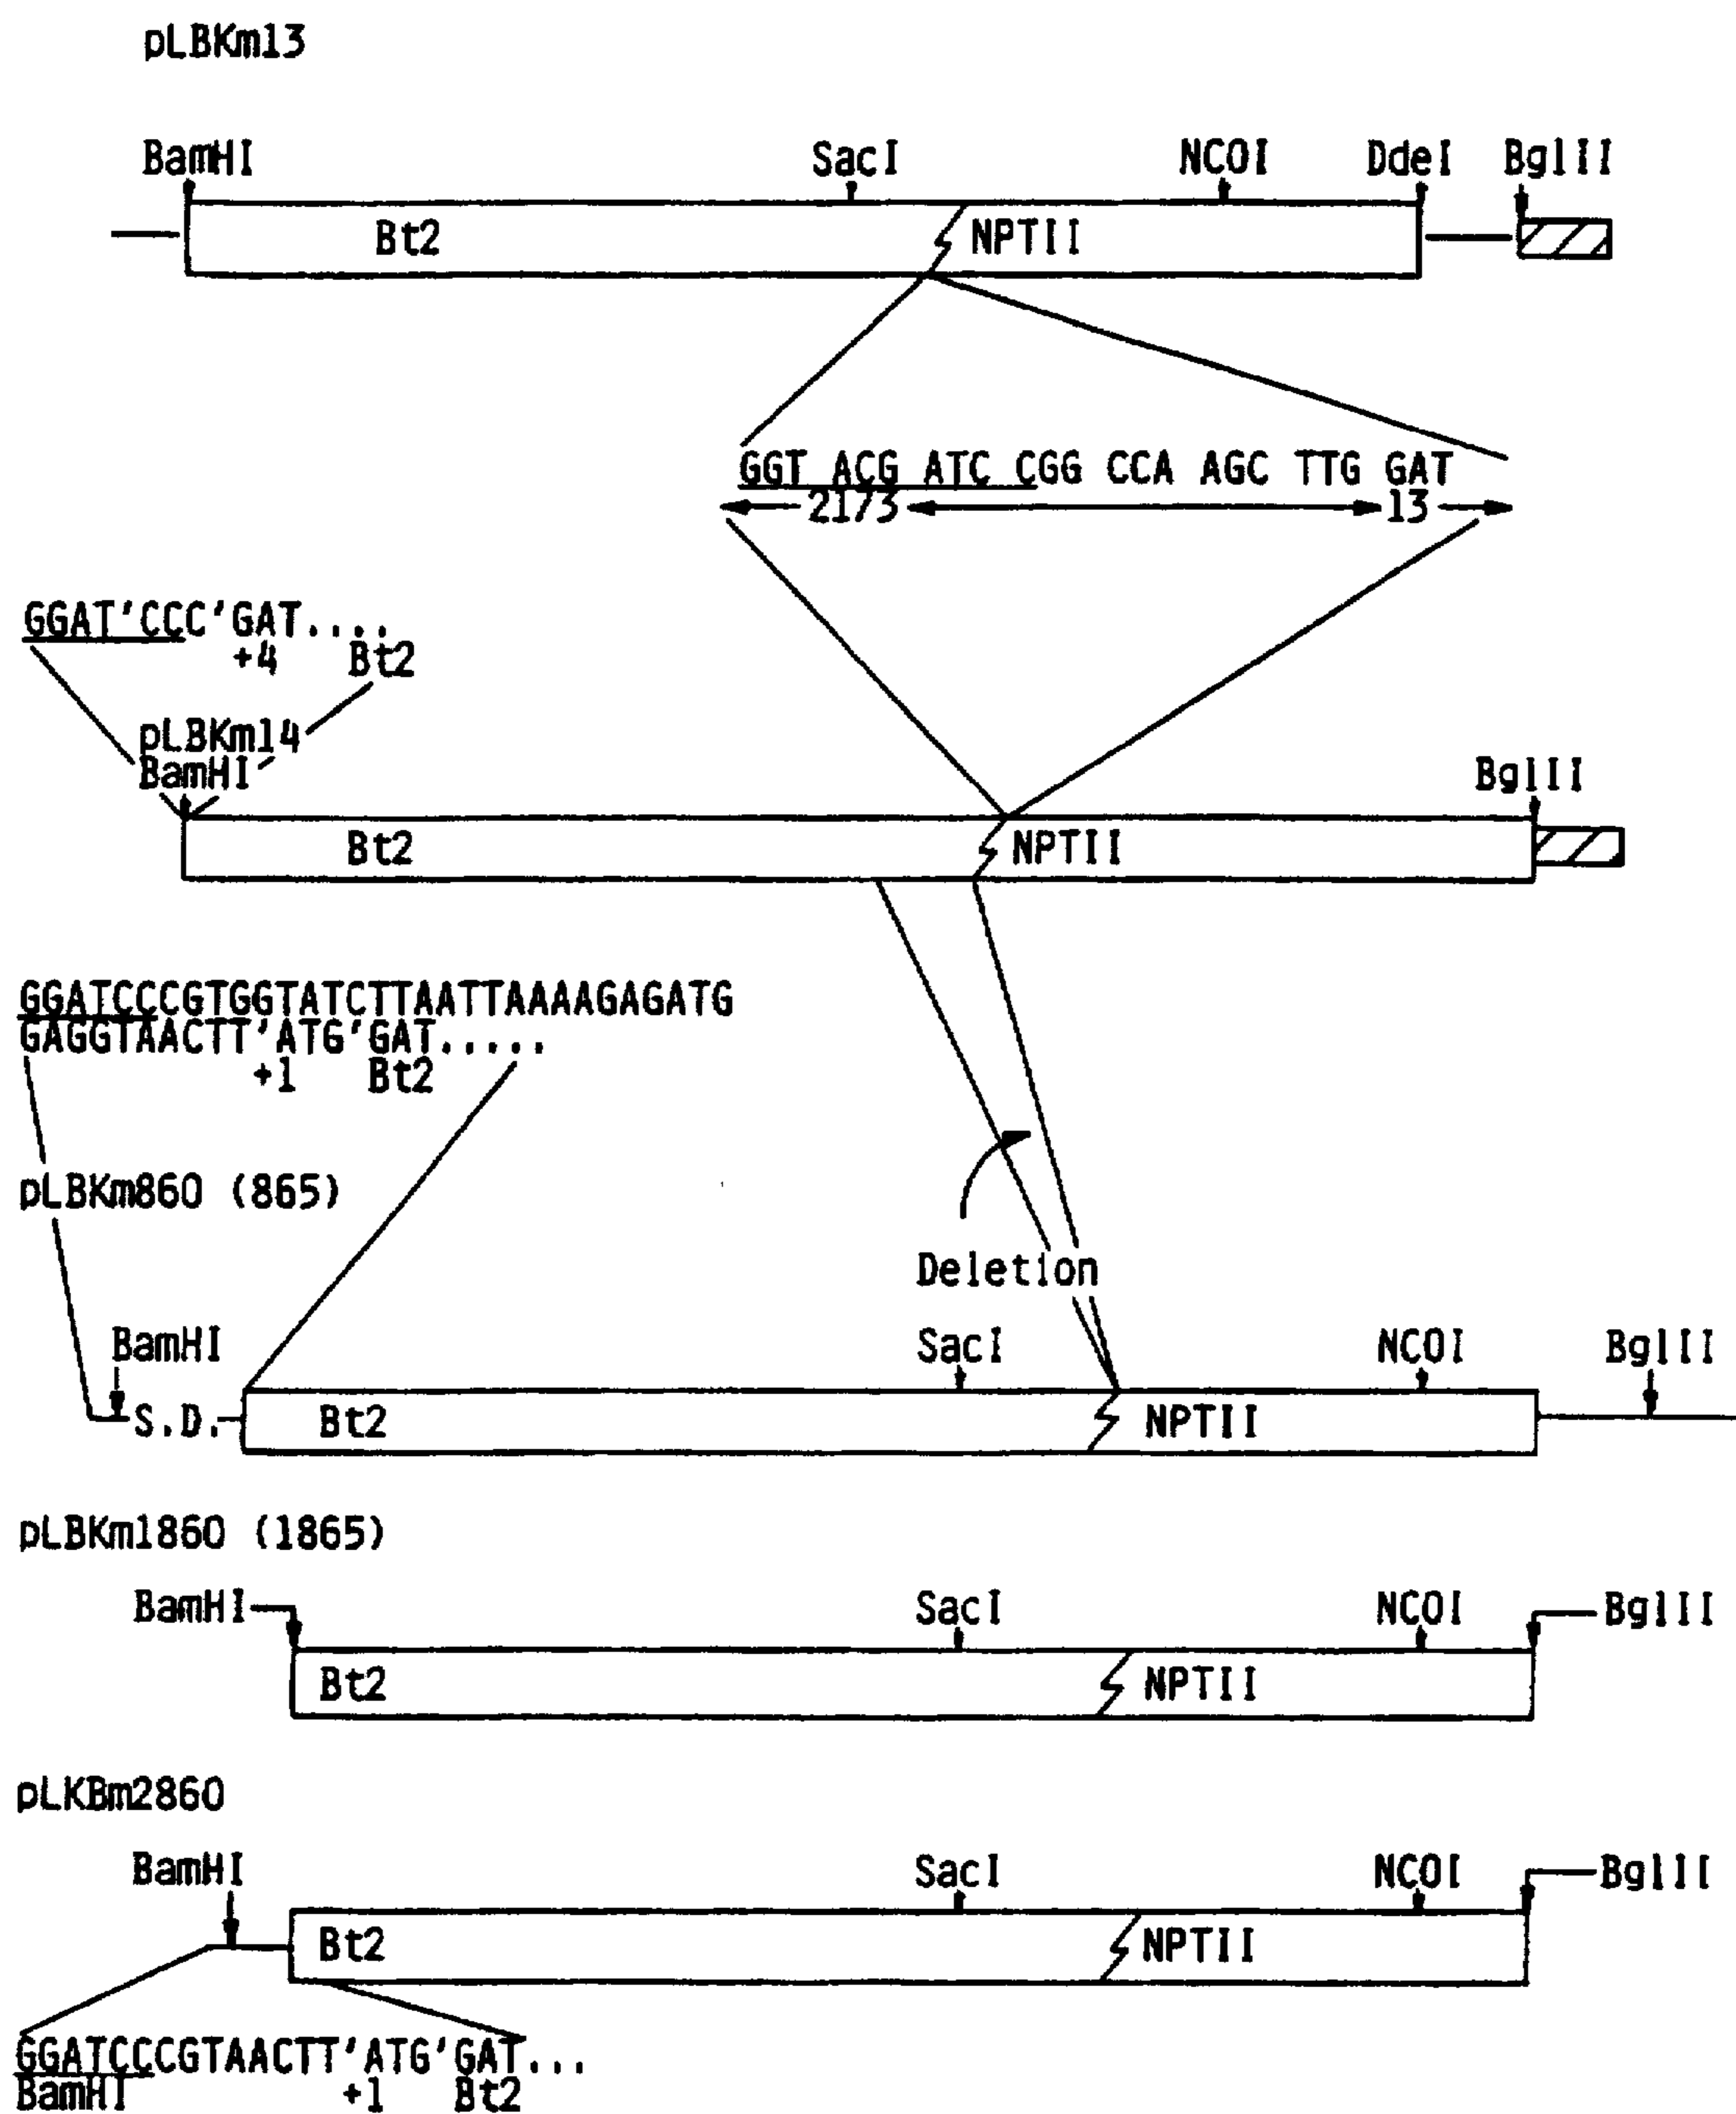 pLBKm13
BamHI SacI NCOI DdeI BglII
Bt2 NPTII
GGT ACG ATC CGG CCA AGC TTG GAT
2173 13
GGAT'CCC'GAT....
+4 Bt2
pLBKm14
BamHI BglII
Bt2 NPTII
GGATCCCGTGGTATCTTAATTAAAAGAGATG
GAGGTAACTT'ATG'GAT.....
+1 Bt2
pLBKm860 (865)
Deletion
BamHI SacI NCOI BglII
S.D. Bt2 NPTII
pLBKm1860 (1865)
BamHI SacI NCOI BglII
Bt2 NPTII
pLKBm2860
BamHI SacI NCOI BglII
Bt2 NPTII
GGATCCCGTAACTT'ATG'GAT...
BamHI +1 Bt2